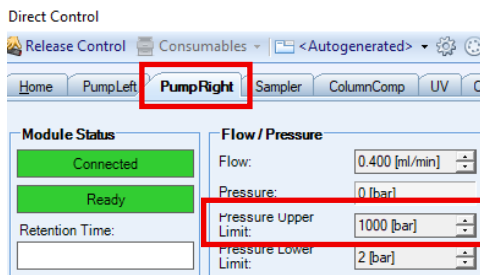 Direct Control
Release Control Consumables <Autogenerated>
Home PumpLeft PumpRight Sampler ColumnComp UV
Module Status
Connected
Ready
Retention Time:
Flow / Pressure
Flow: 0.400 [ml/min]
Pressure: 0 [bar]
Pressure Upper
Limit: 1000 [bar]
Pressure Lower
Limit: 2 [bar]